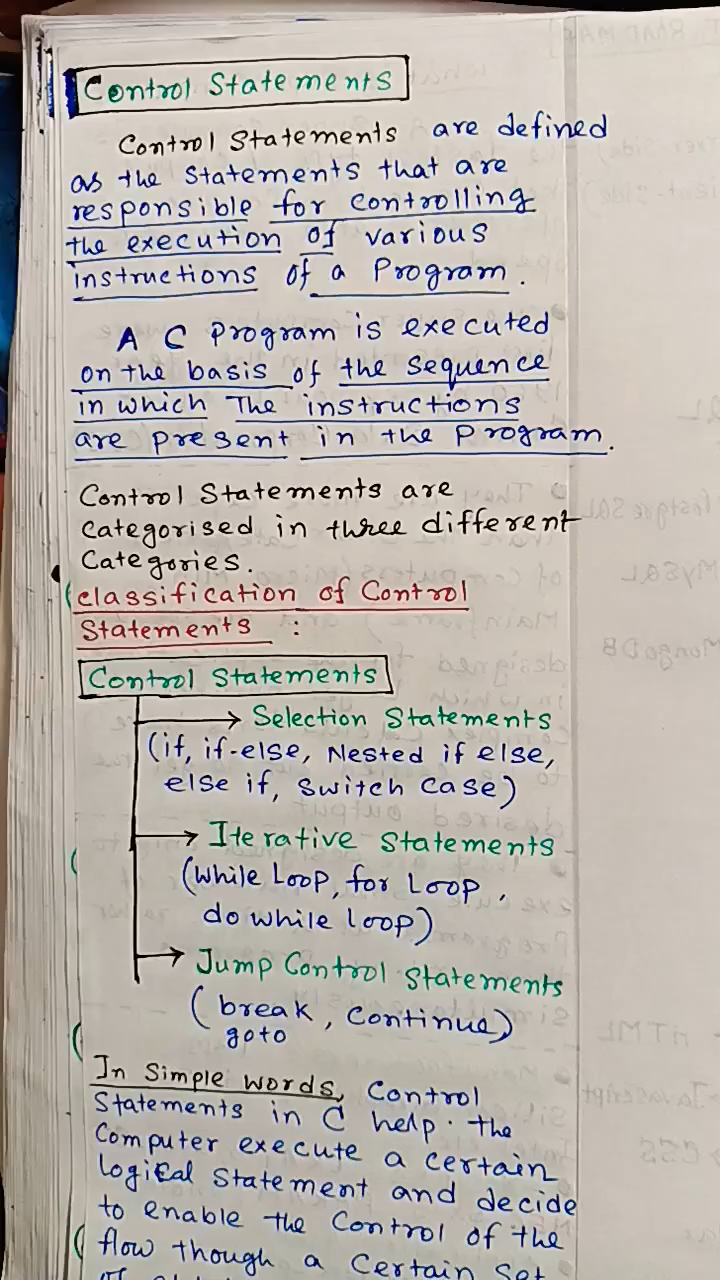 Control Statements
Control Statements are defined
as the Statements that are
responsible for controlling
the execution of various
instructions of a Program.
A C Program is executed
on the basis of the sequence
in which The instructions
are present in the Program.
Control Statements are
Categorised in three different
Categories.
Classification of Control
Statements :
Control Statements
Selection Statements
(if, if-else, Nested if else,
else if, Switch Case)
Iterative Statements
(While Loop, for Loop,
do while loop)
Jump Control Statements
(break, Continue)
goto
In Simple words, Control
Statements in C help. the
Computer execute a certain
logical Statement and decide
to enable the Control of the
flow though a Certain Set